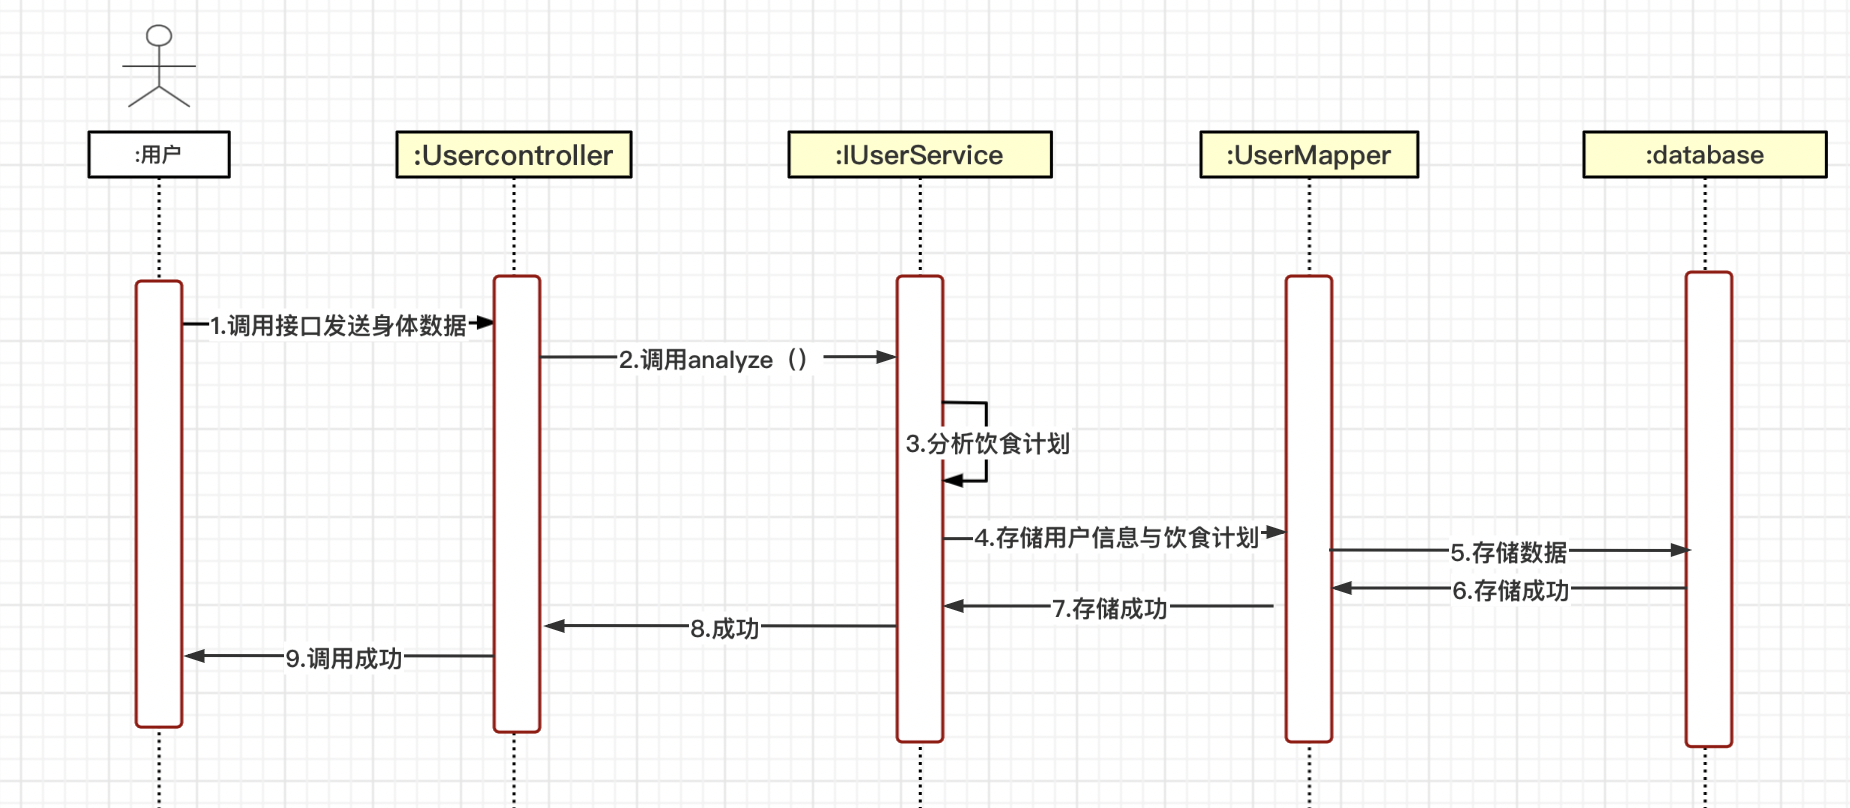 :用户
:Usercontroller
:IUserService
:UserMapper
:database
1.调用接口发送身体数据
2.调用analyze（）
3.分析饮食计划
4.存储用户信息与饮食计划
5.存储数据
6.存储成功
7.存储成功
8.成功
9.调用成功